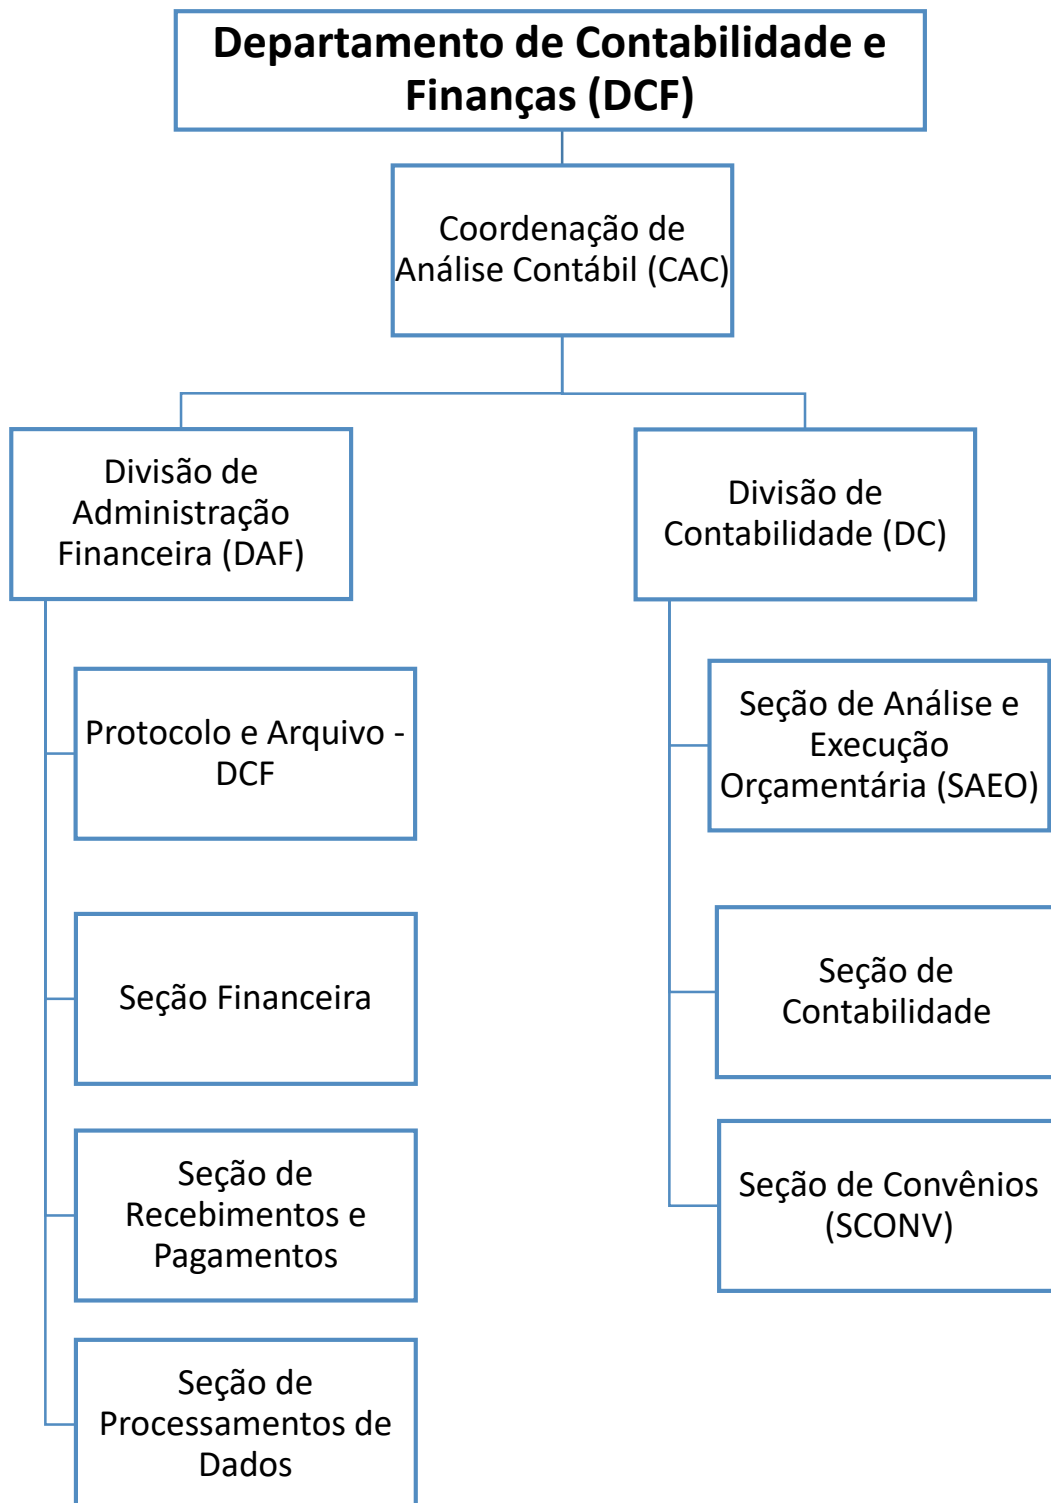 Departamento de Contabilidade e
Finanças (DCF)
Coordenação de
Análise Contábil (CAC)
Divisão de
Administração
Financeira (DAF)
Protocolo e Arquivo -
DCF
Seção Financeira
Seção de
Recebimentos e
Pagamentos
Seção de
Processamentos de
Dados
Divisão de
Contabilidade (DC)
Seção de Análise e
Execução
Orçamentária (SAEO)
Seção de
Contabilidade
Seção de Convênios
(SCONV)